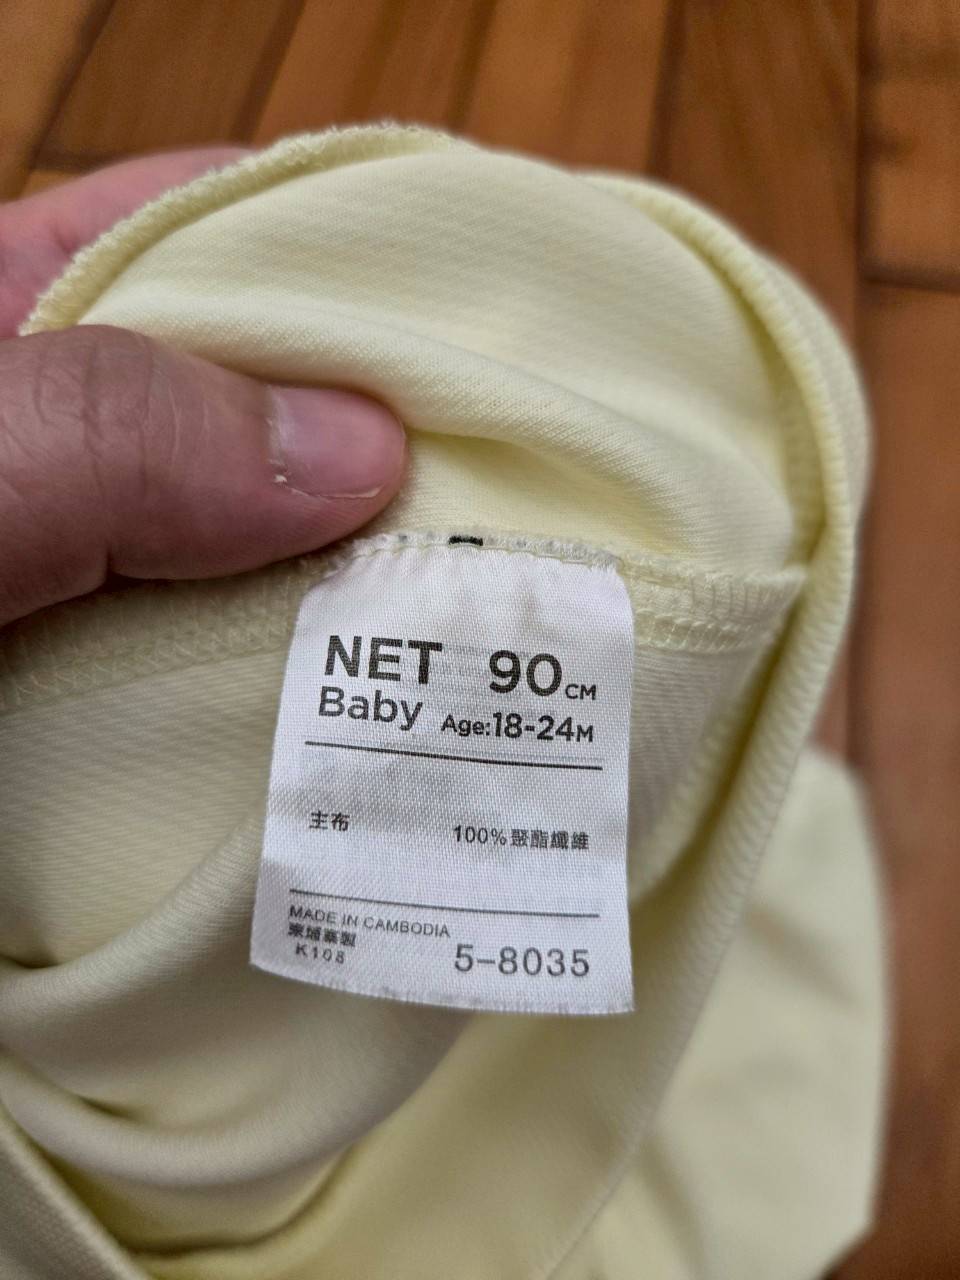 NET 90CM
Baby Age:18-24M
主布 100%聚酯纖維
MADE IN CAMBODIA
柬埔寨製
K108
5-8035